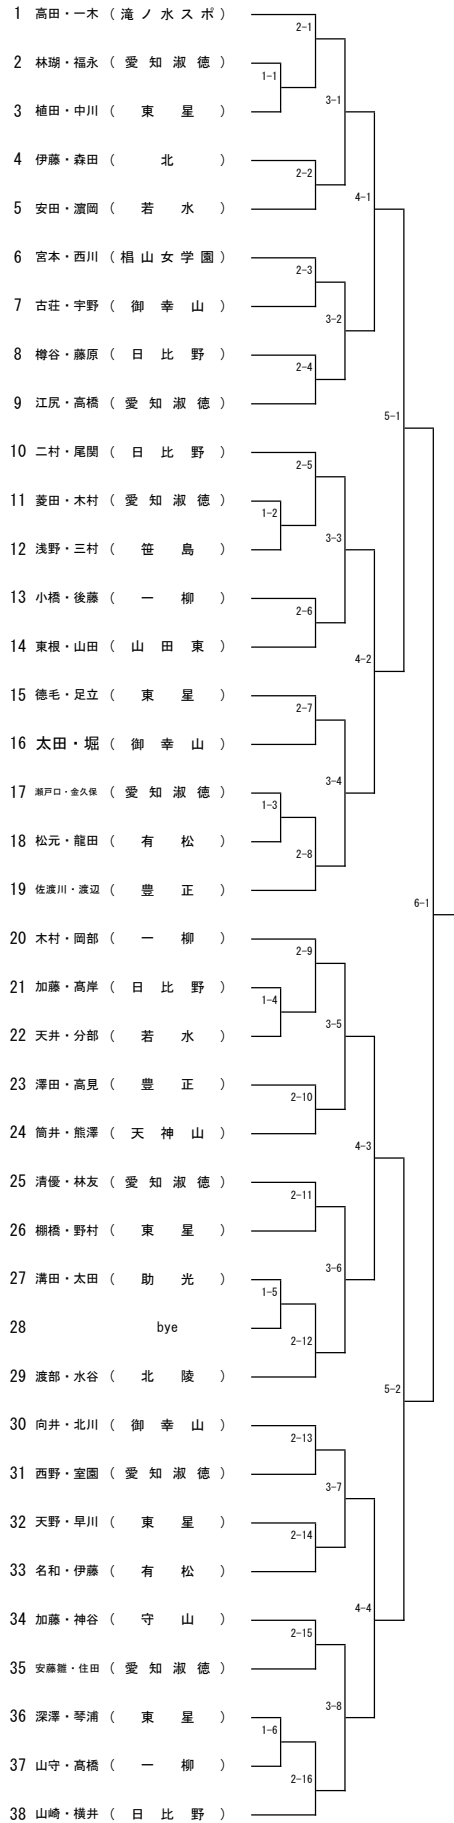 1 高田・一木 (滝ノ水スポ)
2-1
2 林瑚・福永 (愛知淑徳)
1-1
3-1
3 植田・中川 (東星)
4 伊藤・森田 (北)
2-2
4-1
5 安田・濵岡 (若水)
6 宮本・西川 (椙山女学園)
2-3
7 古荘・宇野 (御幸山)
3-2
8 樽谷・藤原 (日比野)
2-4
9 江尻・高橋 (愛知淑徳)
5-1
10 二村・尾関 (日比野)
2-5
11 菱田・木村 (愛知淑徳)
1-2
3-3
12 浅野・三村 (笹島)
13 小橋・後藤 (一柳)
2-6
14 東根・山田 (山田東)
4-2
15 徳毛・足立 (東星)
2-7
16 太田・堀 (御幸山)
3-4
17 瀬戸口・金久保 (愛知淑徳)
1-3
18 松元・龍田 (有松)
2-8
19 佐渡川・渡辺 (豊正)
6-1
20 木村・岡部 (一柳)
2-9
21 加藤・髙岸 (日比野)
1-4
3-5
22 天井・分部 (若水)
23 澤田・高見 (豊正)
2-10
24 筒井・熊澤 (天神山)
4-3
25 清優・林友 (愛知淑徳)
2-11
26 棚橋・野村 (東星)
3-6
27 溝田・太田 (助光)
1-5
28 bye
2-12
29 渡部・水谷 (北陵)
5-2
30 向井・北川 (御幸山)
2-13
31 西野・室園 (愛知淑徳)
3-7
32 天野・早川 (東星)
2-14
33 名和・伊藤 (有松)
4-4
34 加藤・神谷 (守山)
2-15
35 安藤雛・住田 (愛知淑徳)
3-8
36 深澤・琴浦 (東星)
1-6
37 山守・髙橋 (一柳)
2-16
38 山崎・横井 (日比野)